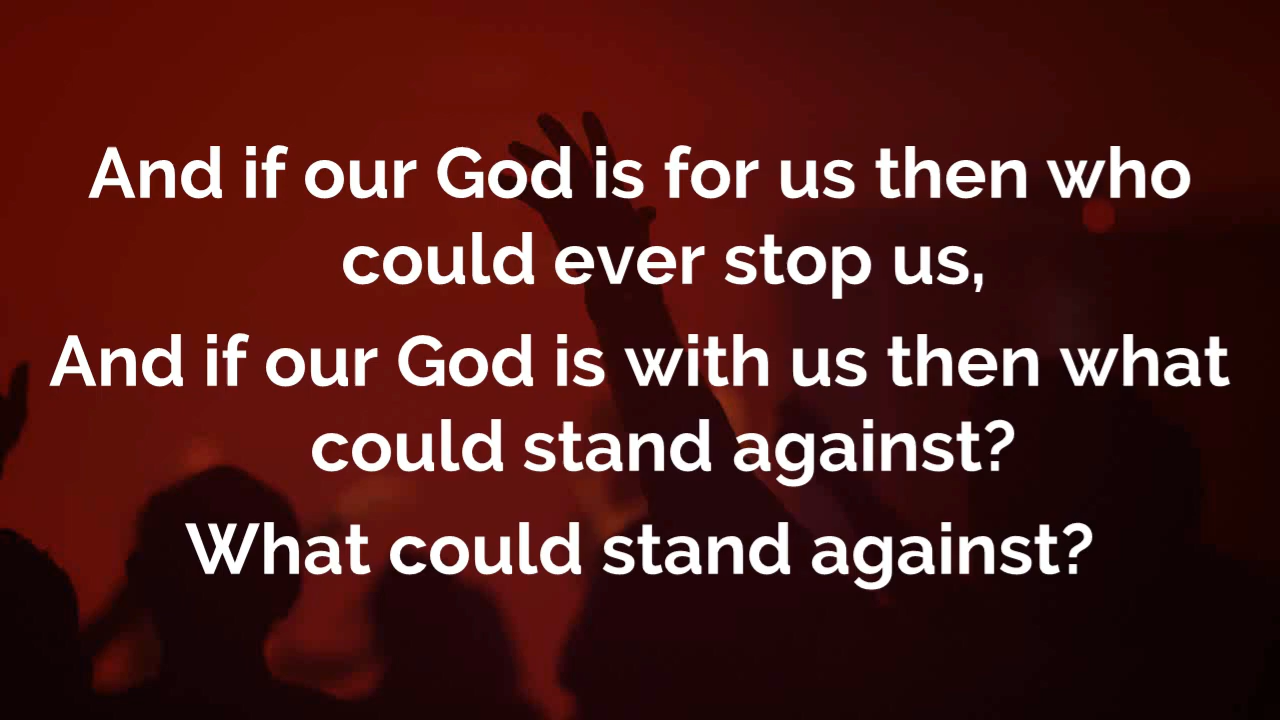 And if our God is for us then who
could ever stop us,
And if our God is with us then what
could stand against?
What could stand against?